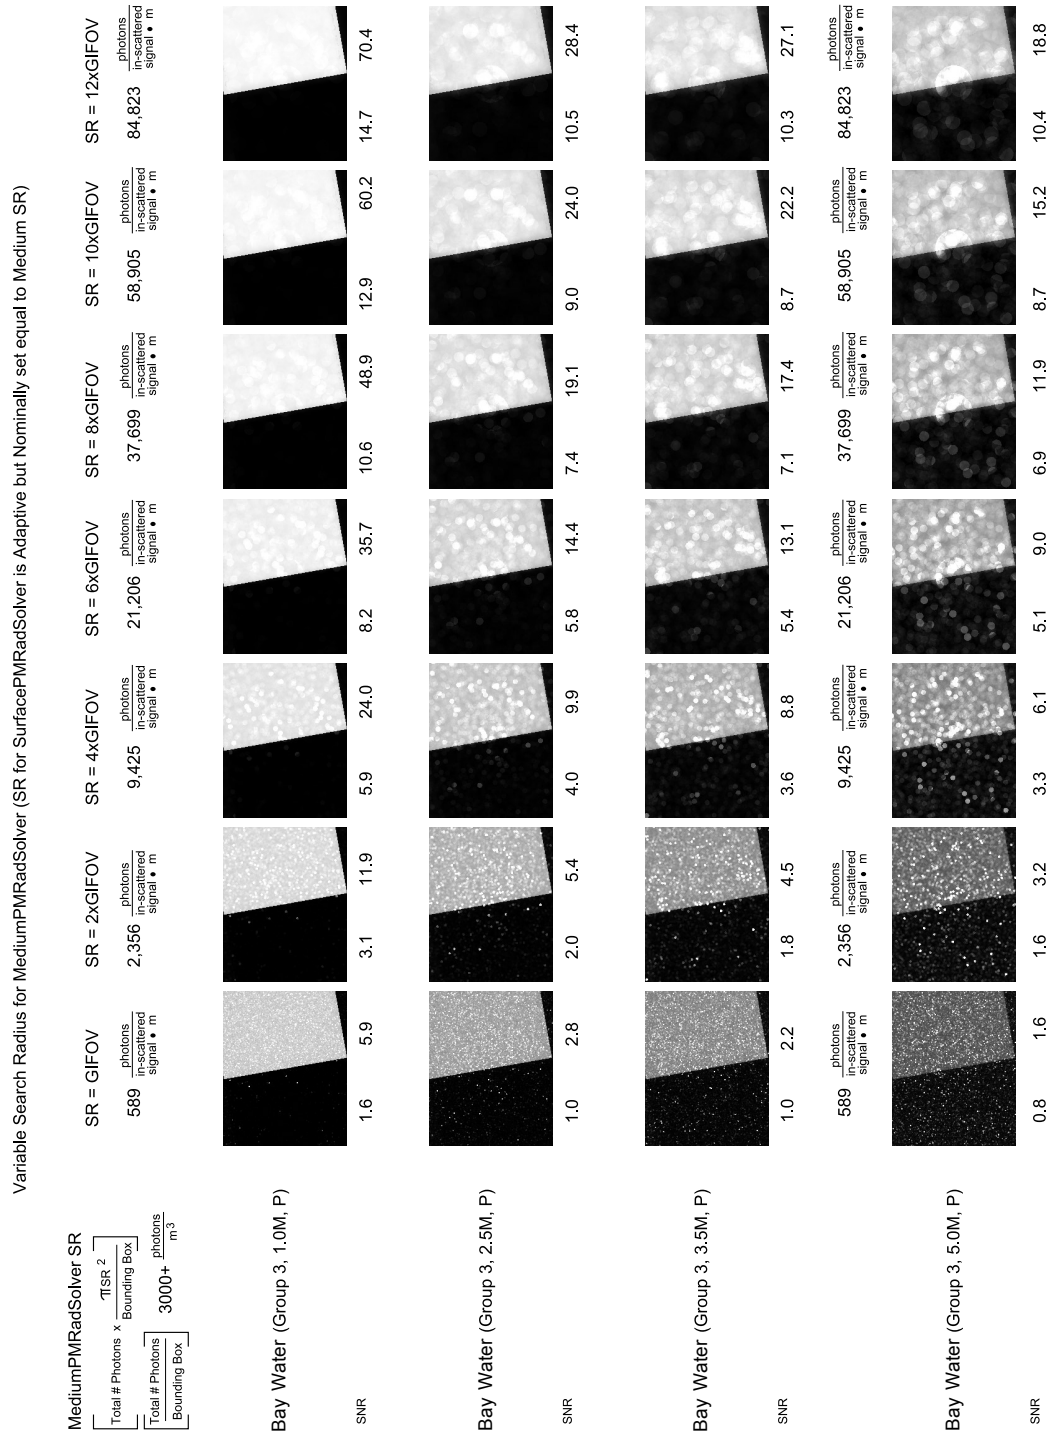 Variable Search Radius for MediumPMRadSolver (SR for SurfacePMRadSolver is Adaptive but Nominally set equal to Medium SR)
MediumPMRadSolver SR
SR = GIFOV
SR = 2xGIFOV
SR = 4xGIFOV
SR = 6xGIFOV
SR = 8xGIFOV
SR = 10xGIFOV
SR = 12xGIFOV
Total # Photons x πSR 2
Bounding Box
589 photons
in-scattered
signal • m
2,356 photons
in-scattered
signal • m
9,425 photons
in-scattered
signal • m
21,206 photons
in-scattered
signal • m
37,699 photons
in-scattered
signal • m
58,905 photons
in-scattered
signal • m
84,823 photons
in-scattered
signal • m
Total # Photons
Bounding Box
3000+ photons
m 3
Bay Water (Group 3, 1.0M, P)
SNR 1.6 5.9 3.1 11.9 5.9 24.0 8.2 35.7 10.6 48.9 12.9 60.2 14.7 70.4
Bay Water (Group 3, 2.5M, P)
SNR 1.0 2.8 2.0 5.4 4.0 9.9 5.8 14.4 7.4 19.1 9.0 24.0 10.5 28.4
Bay Water (Group 3, 3.5M, P)
SNR 1.0 2.2 1.8 4.5 3.6 8.8 5.4 13.1 7.1 17.4 8.7 22.2 10.3 27.1
589 photons
in-scattered
signal • m
2,356 photons
in-scattered
signal • m
9,425 photons
in-scattered
signal • m
21,206 photons
in-scattered
signal • m
37,699 photons
in-scattered
signal • m
58,905 photons
in-scattered
signal • m
84,823 photons
in-scattered
signal • m
Bay Water (Group 3, 5.0M, P)
SNR 0.8 1.6 1.6 3.2 3.3 6.1 5.1 9.0 6.9 11.9 8.7 15.2 10.4 18.8